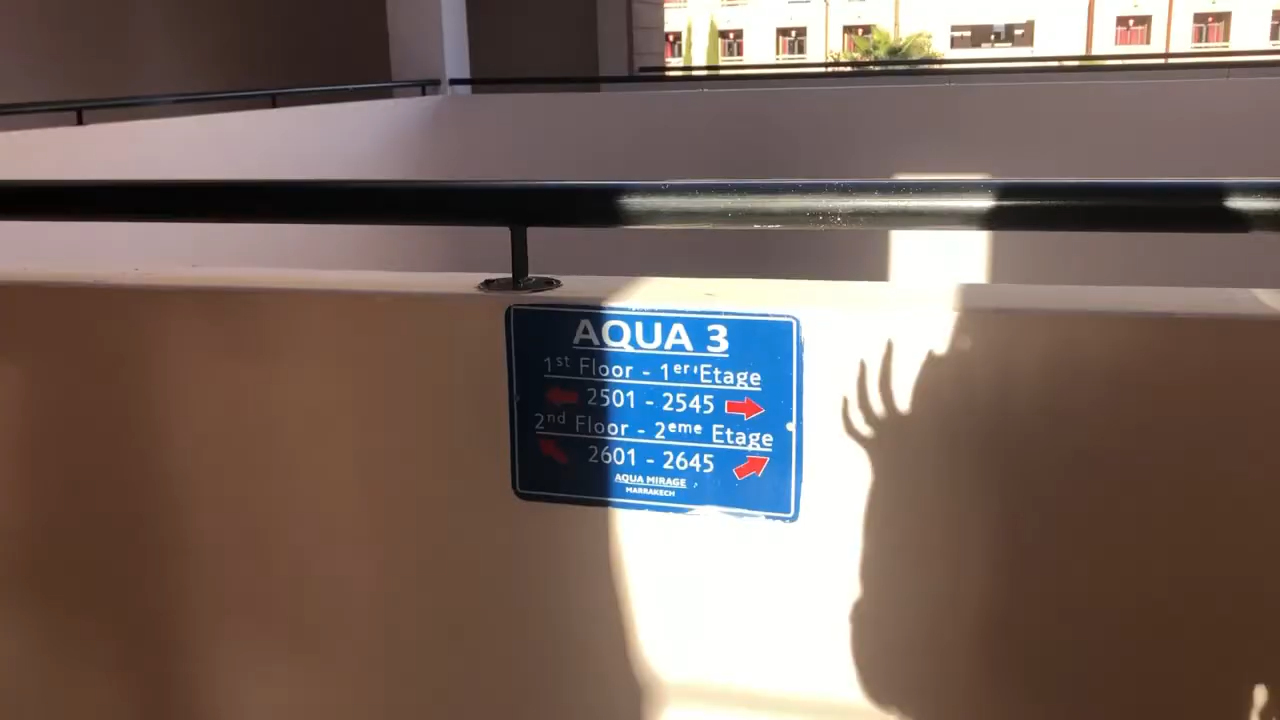 AQUA 3
1st Floor - 1er'Etage
2501 - 2545
2nd Floor - 2eme Etage
2601 - 2645
AQUA MIRAGE
MARRAKECH